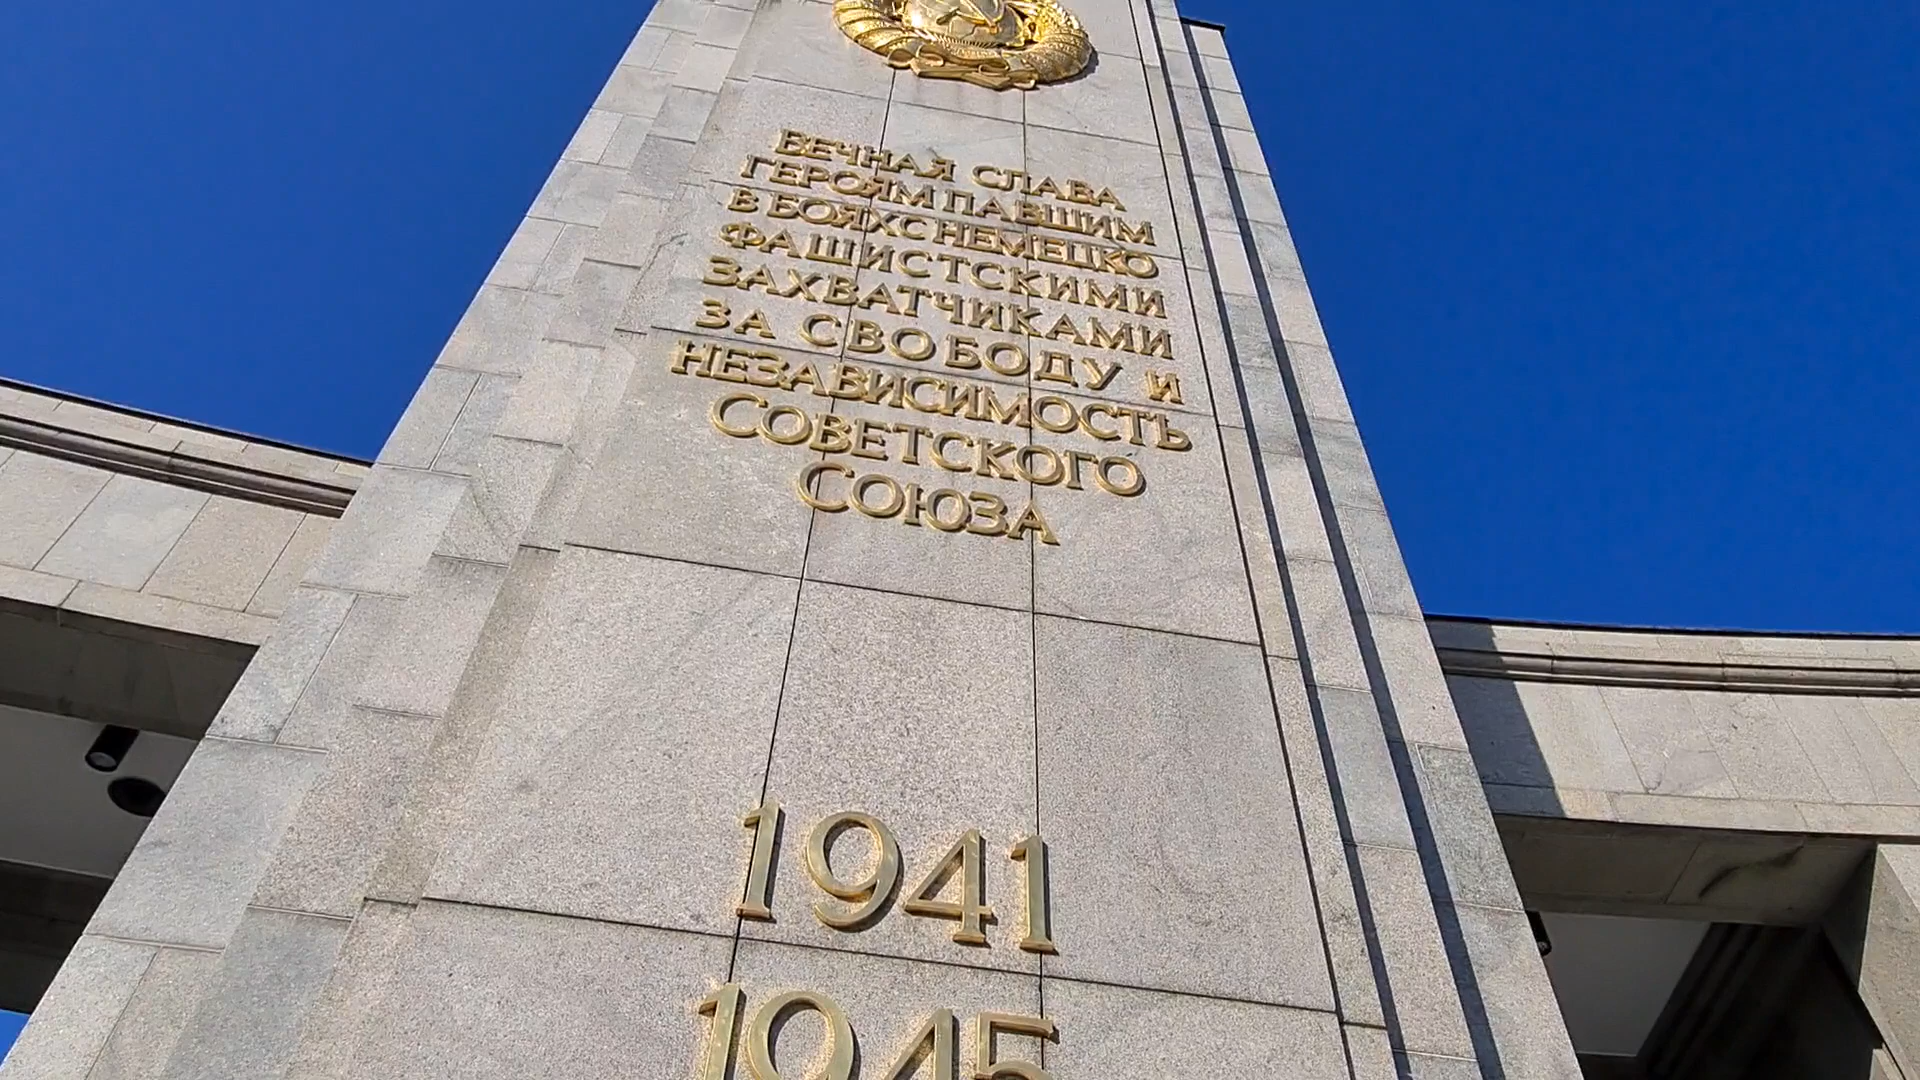 ВЕЧНАЯ СЛАВА
ГЕРОЯМ ПАВШИМ
В БОЯХ С НЕМЕЦКО
ФАШИСТСКИМИ
ЗАХВАТЧИКАМИ
ЗА СВОБОДУ И
НЕЗАВИСИМОСТЬ
СОВЕТСКОГО
СОЮЗА
1941
1945